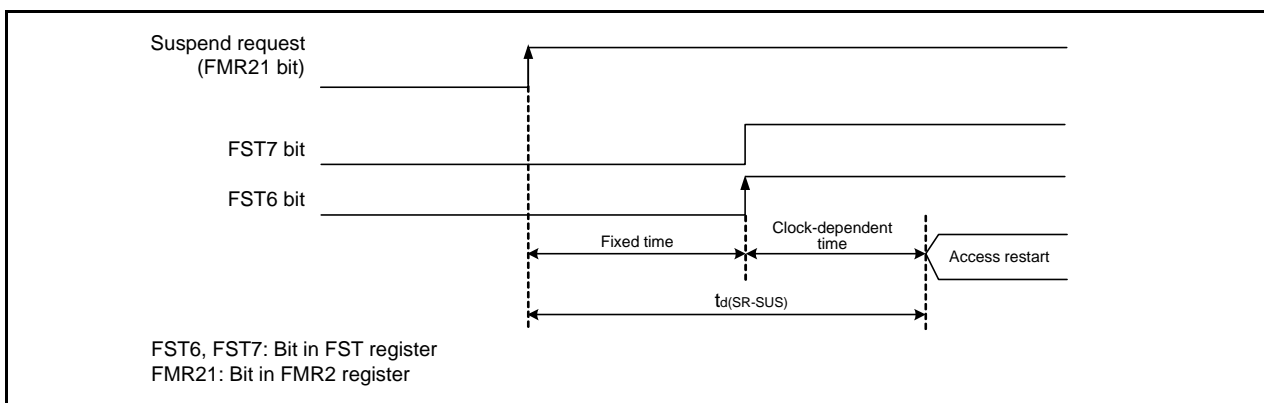 Suspend request
(FMR21 bit)
FST7 bit
FST6 bit
Fixed time
Clock-dependent
time
Access restart
td(SR-SUS)
FST6, FST7: Bit in FST register
FMR21: Bit in FMR2 register